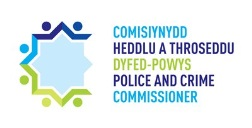 COMISIYNYDD
HEDDLU A THROSEDDU
DYFED-POWYS
POLICE AND CRIME
COMMISSIONER